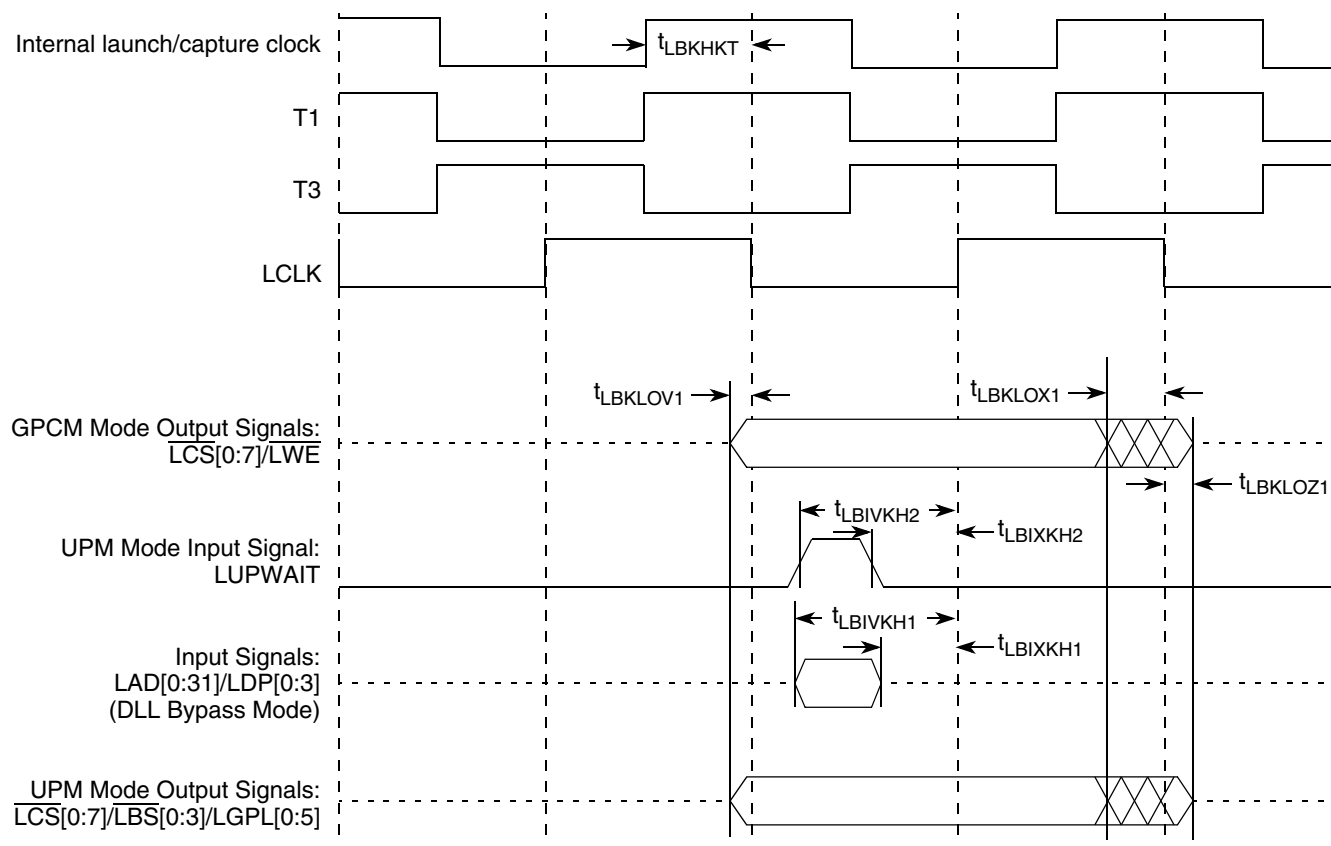 Internal launch/capture clock
tLBKHKT
T1
T3
LCLK
tLBKLOV1
tLBKLOX1
GPCM Mode Output Signals:
LCS[0:7]/LWE
tLBKLOZ1
tLBIVKH2
tLBIXKH2
UPM Mode Input Signal:
LUPWAIT
tLBIVKH1
tLBIXKH1
Input Signals:
LAD[0:31]/LDP[0:3]
(DLL Bypass Mode)
UPM Mode Output Signals:
LCS[0:7]/LBS[0:3]/LGPL[0:5]